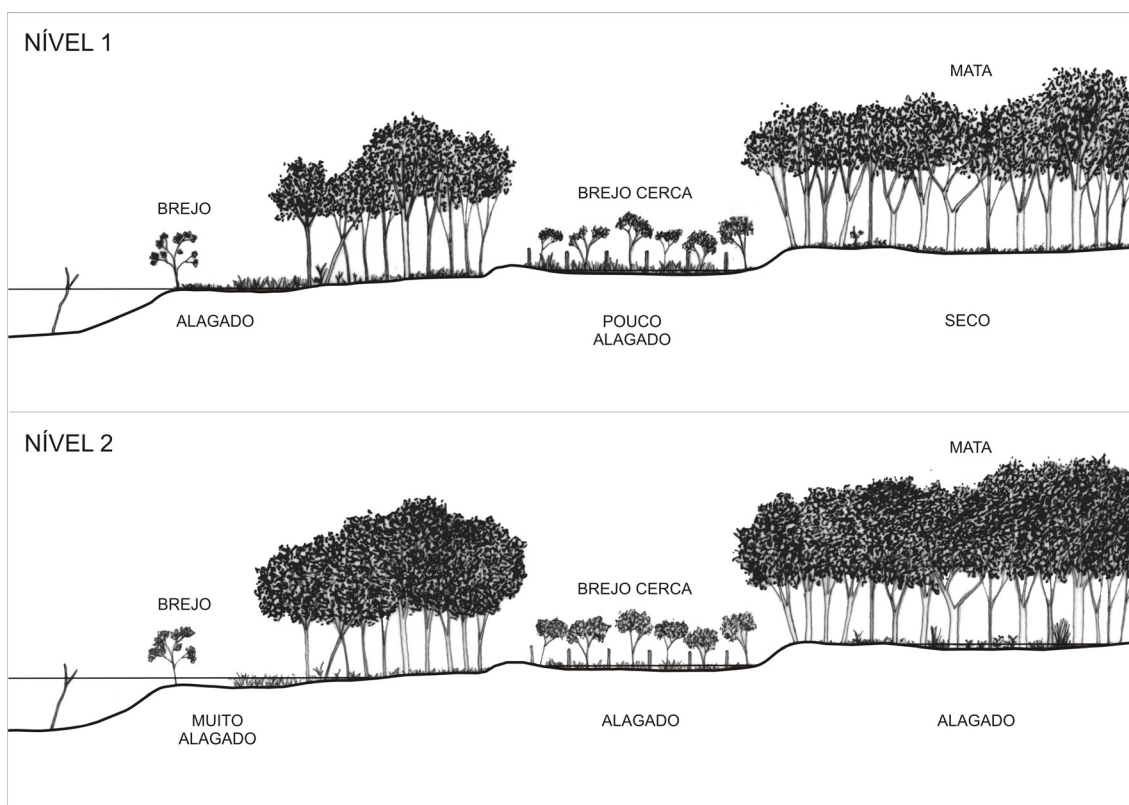 NÍVEL 1
MATA
BREJO CERCA
BREJO
ALAGADO
POUCO
ALAGADO
SECO
NÍVEL 2
MATA
BREJO CERCA
BREJO
MUITO
ALAGADO
ALAGADO
ALAGADO